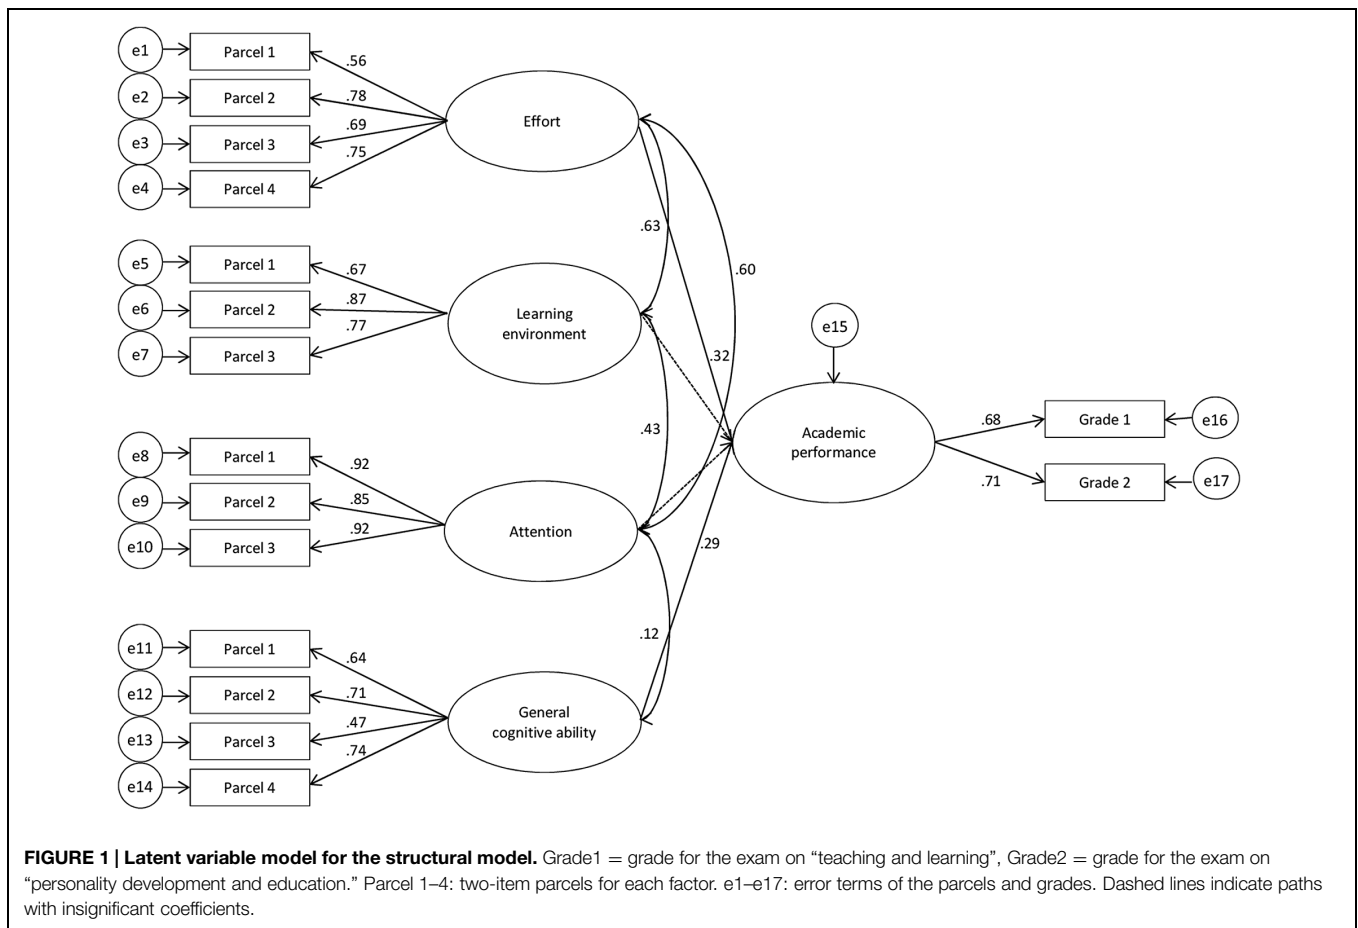 e1
Parcel 1
.56
e2
Parcel 2
.78
e3
Parcel 3
.69
e4
Parcel 4
.75
Effort
e5
Parcel 1
.67
e6
Parcel 2
.87
e7
Parcel 3
.77
Learning
environment
e8
Parcel 1
.92
e9
Parcel 2
.85
e10
Parcel 3
.92
Attention
e11
Parcel 1
.64
e12
Parcel 2
.71
e13
Parcel 3
.47
e14
Parcel 4
.74
General
cognitive ability
.63
.60
.32
.43
.29
.12
e15
Academic
performance
.68
Grade 1
e16
.71
Grade 2
e17
FIGURE 1 | Latent variable model for the structural model. Grade1 = grade for the exam on “teaching and learning”, Grade2 = grade for the exam on
“personality development and education.” Parcel 1–4: two-item parcels for each factor. e1–e17: error terms of the parcels and grades. Dashed lines indicate paths
with insignificant coefficients.